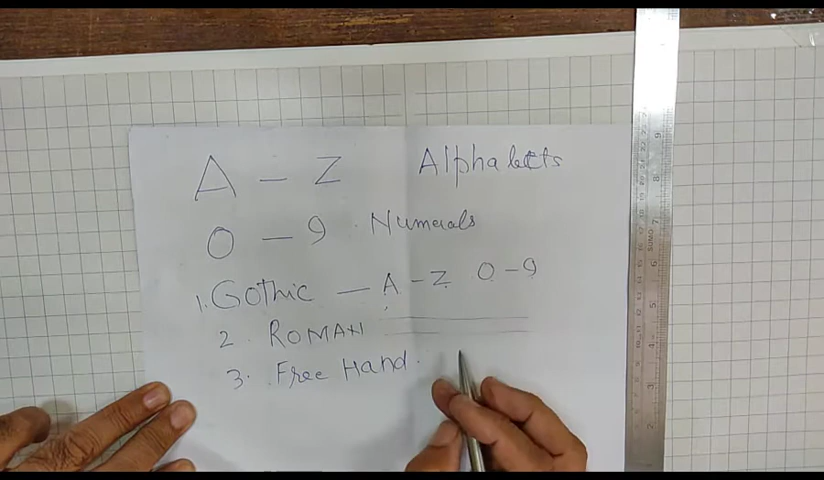 A – Z Alphabets
0 – 9 Numerals
1. Gothic – A – Z 0 – 9
2 ROMAN
3. Free Hand.